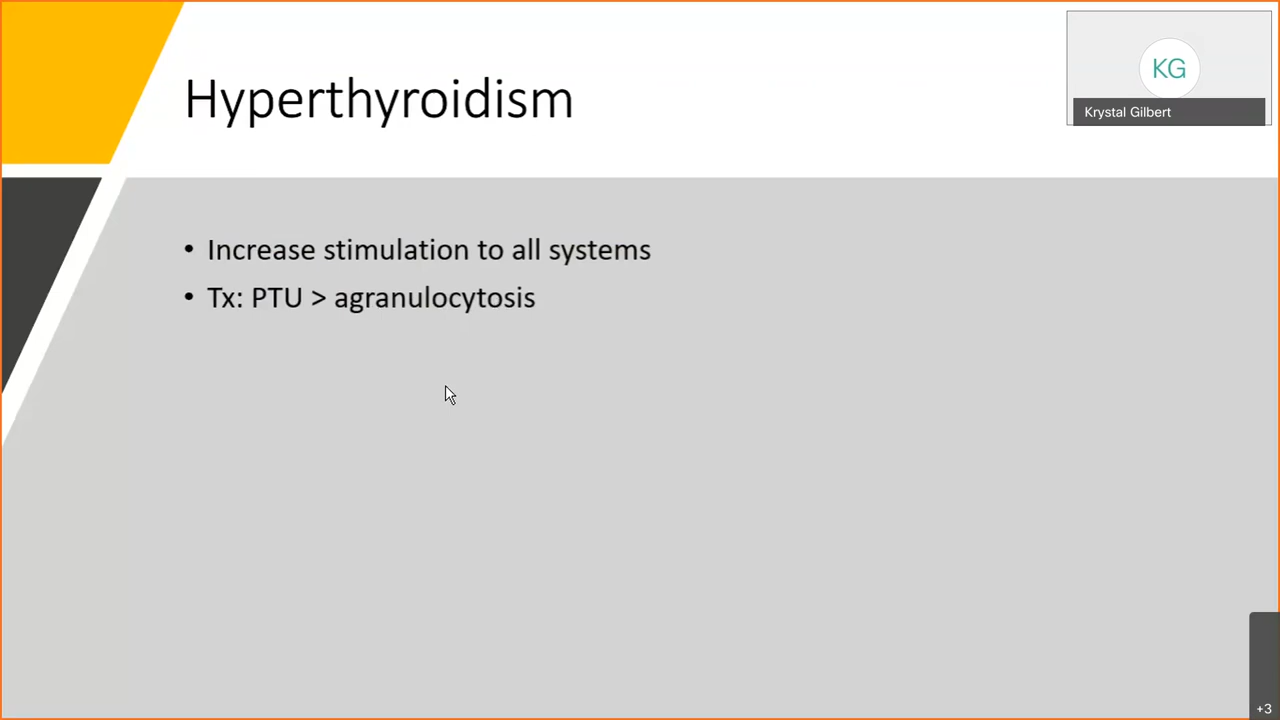 Hyperthyroidism
KG
Krystal Gilbert
• Increase stimulation to all systems
• Tx: PTU > agranulocytosis
+3